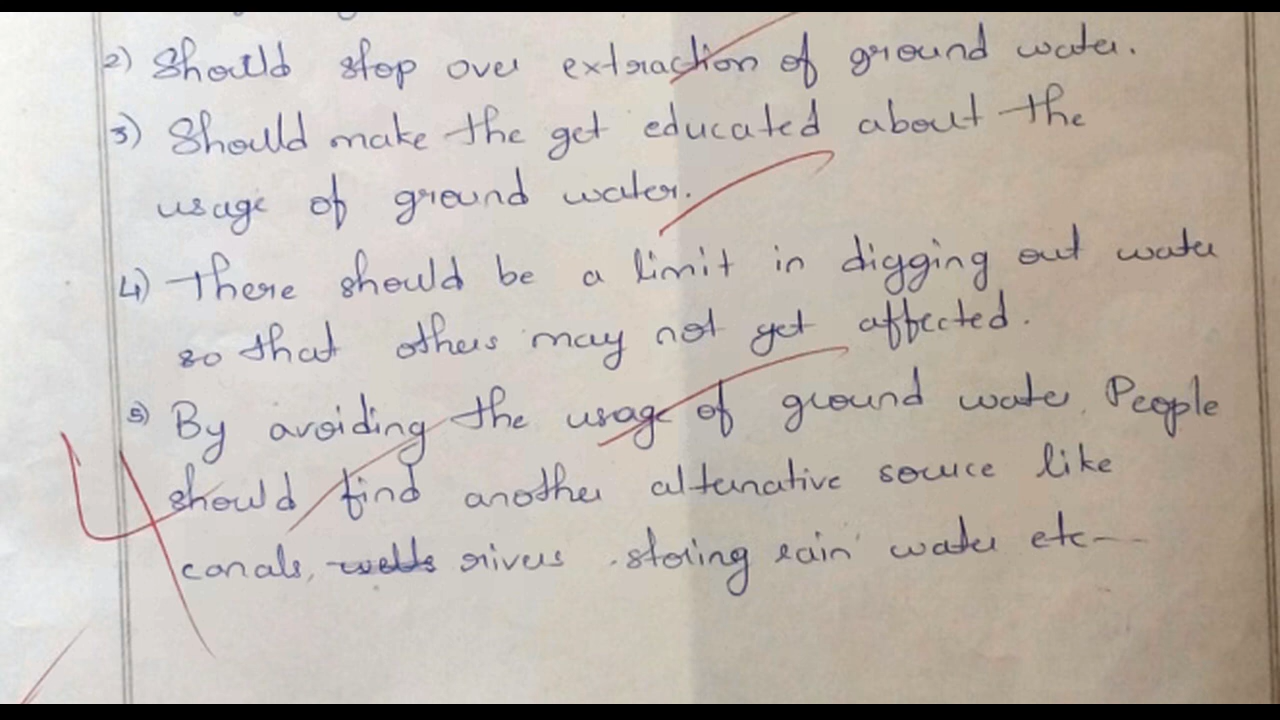 2) Should stop over extraction of ground water.
3) Should make the get educated about the
usage of ground water.
4) There should be a limit in digging out water
so that others may not get affected.
5) By avoiding the usage of ground water. People
should find another alternative source like
canals, wells rivers .storing rain water etc—
4